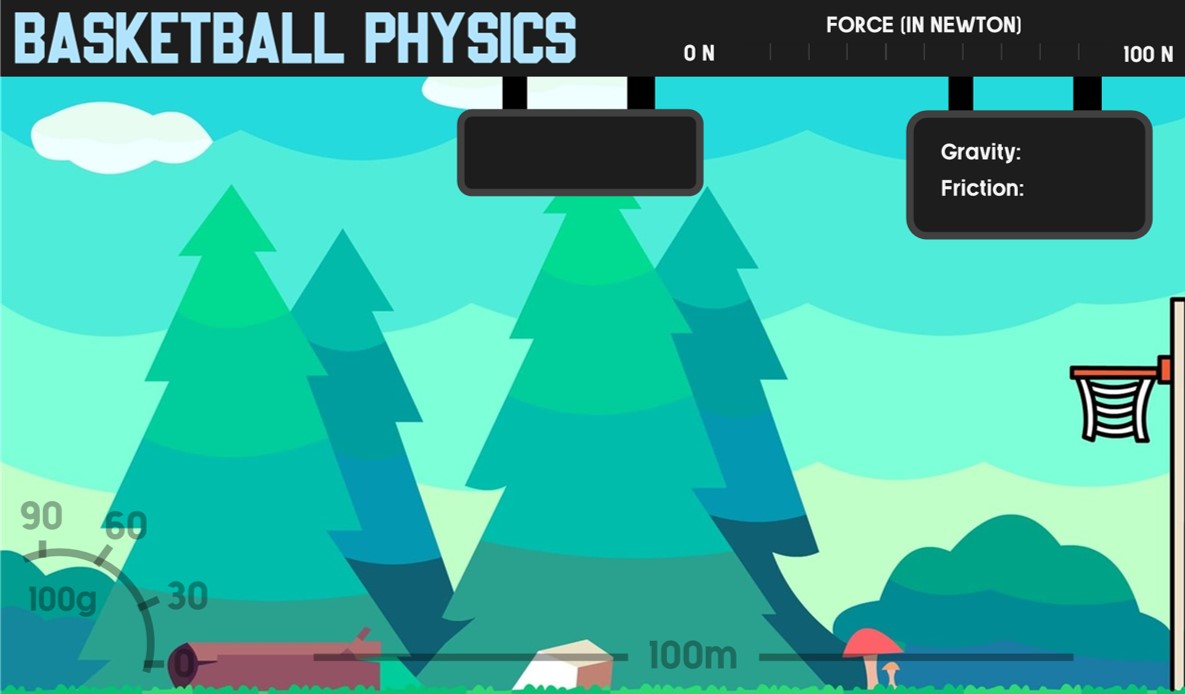 BASKETBALL PHYSICS
FORCE (IN NEWTON)
0 N
100 N
Gravity:
Friction:
90
60
100g
30
0
100m